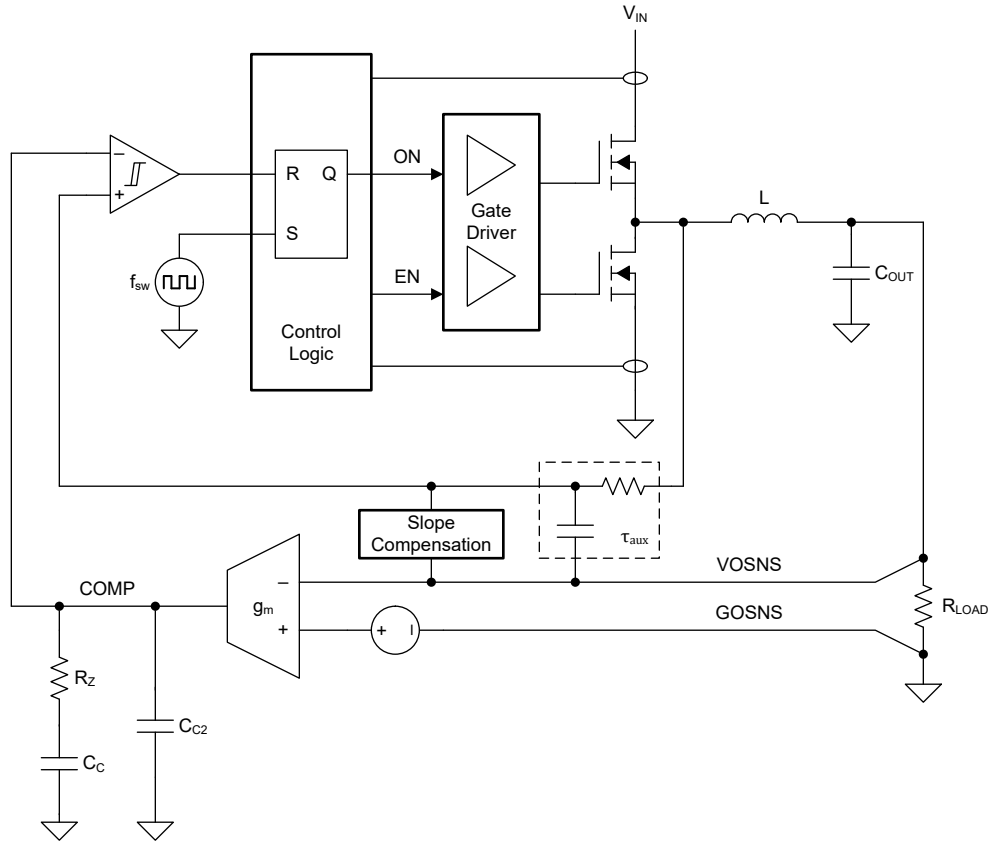 V_IN
−
+
R
Q
S
ON
EN
Gate
Driver
f_sw
Control
Logic
L
C_OUT
Slope
Compensation
τ_aux
VOSNS
GOSNS
R_LOAD
COMP
g_m
−
+
+
−
R_Z
C_C2
C_C